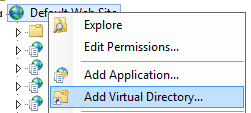 Default Web Site
Explore
Edit Permissions...
Add Application...
Add Virtual Directory...